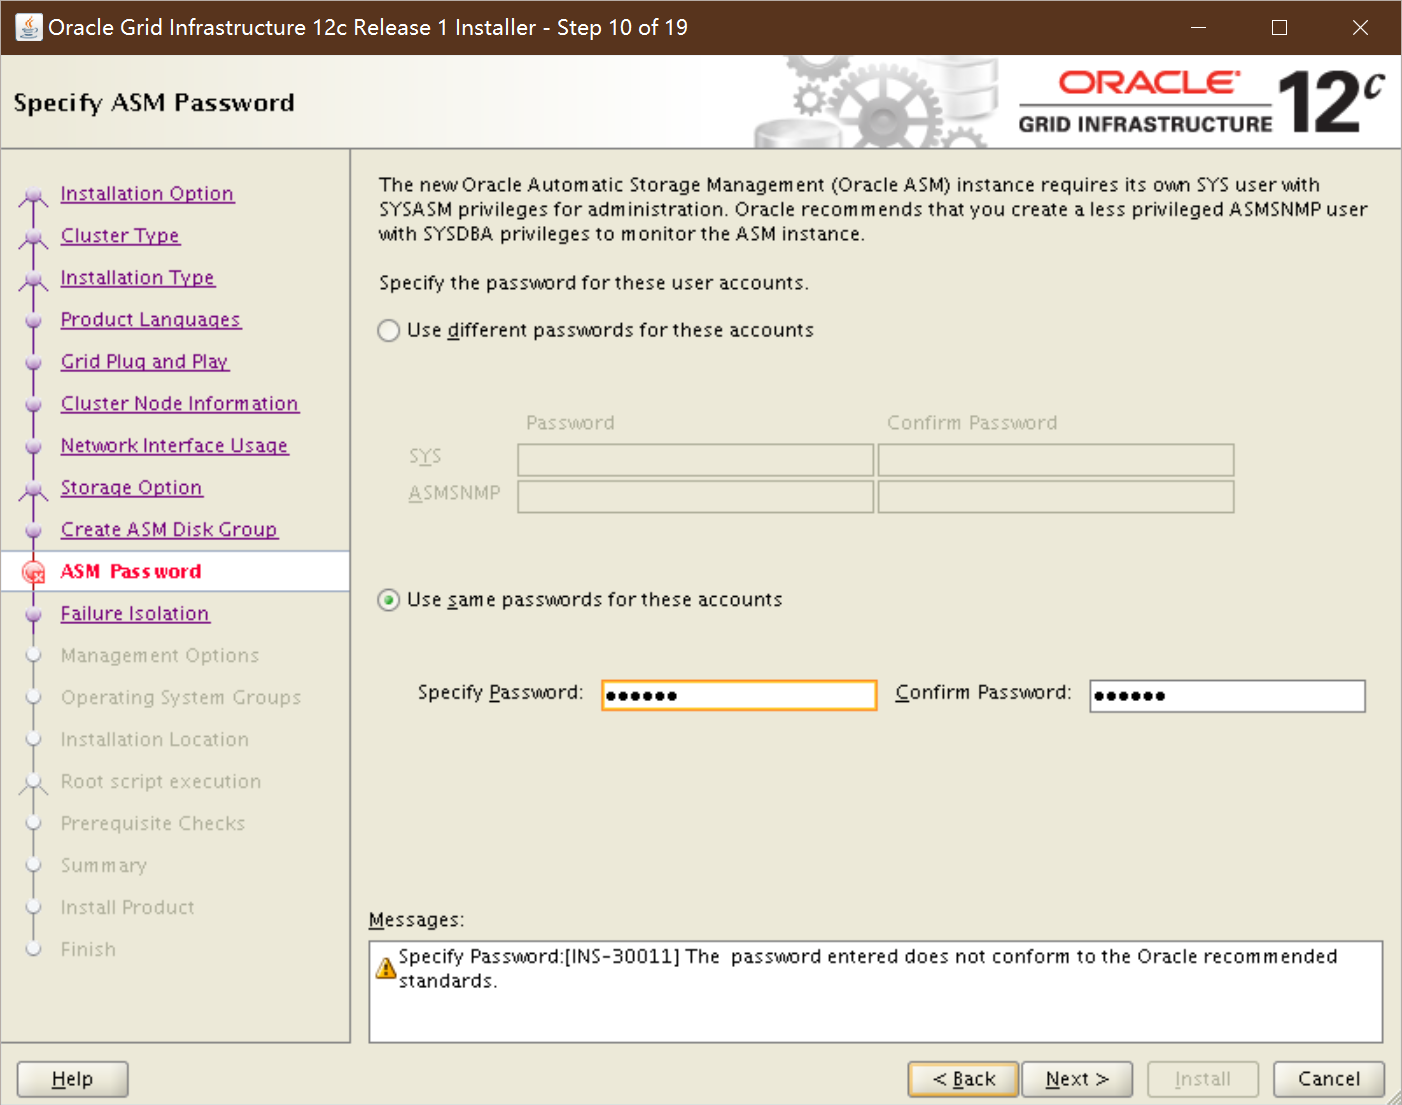 Oracle Grid Infrastructure 12c Release 1 Installer - Step 10 of 19
Specify ASM Password
ORACLE
GRID INFRASTRUCTURE
12c
Installation Option
Cluster Type
Installation Type
Product Languages
Grid Plug and Play
Cluster Node Information
Network Interface Usage
Storage Option
Create ASM Disk Group
ASM Password
Failure Isolation
Management Options
Operating System Groups
Installation Location
Root script execution
Prerequisite Checks
Summary
Install Product
Finish
The new Oracle Automatic Storage Management (Oracle ASM) instance requires its own SYS user with
SYSASM privileges for administration. Oracle recommends that you create a less privileged ASMSNMP user
with SYSDBA privileges to monitor the ASM instance.
Specify the password for these user accounts.
Use different passwords for these accounts
Password Confirm Password
SYS
ASMSNMP
Use same passwords for these accounts
Specify Password: •••••• Confirm Password: ••••••
Messages:
Specify Password:[INS-30011] The  password entered does not conform to the Oracle recommended
standards.
Help < Back Next > Install Cancel